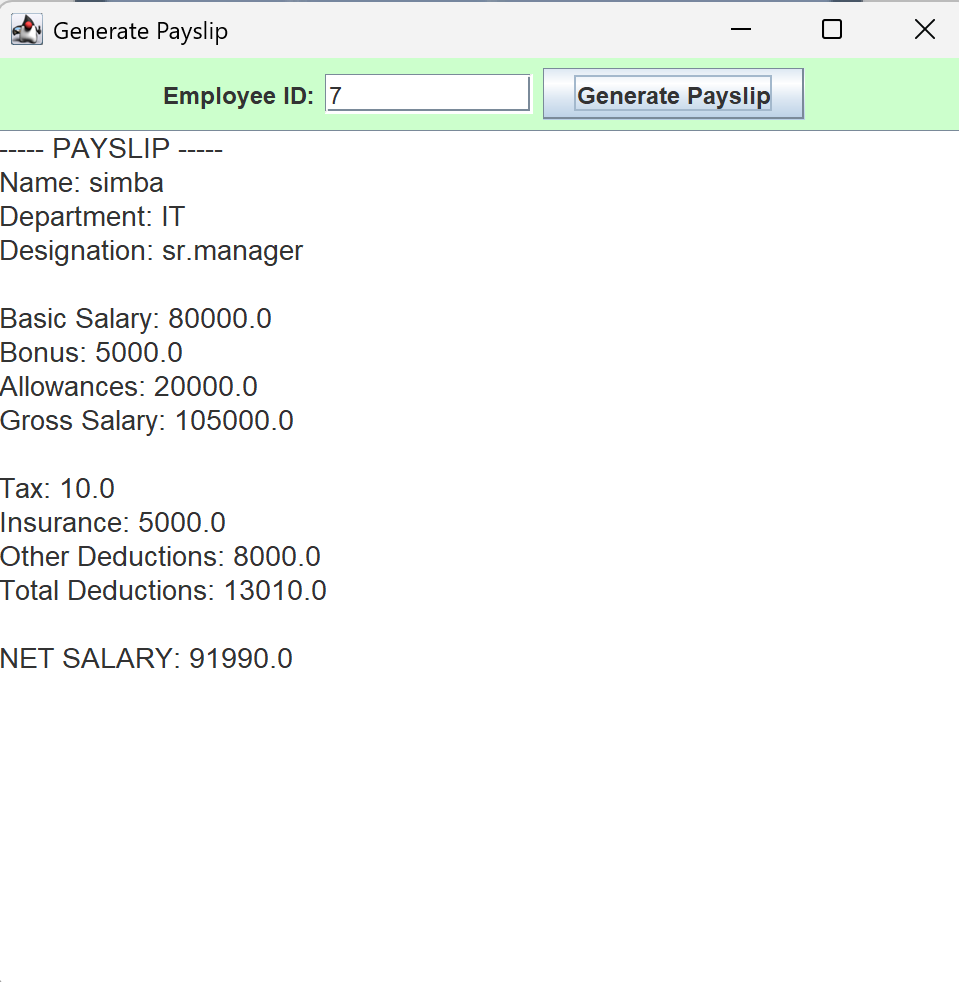 Generate Payslip
Employee ID: 7 Generate Payslip
----- PAYSLIP -----
Name: simba
Department: IT
Designation: sr.manager
Basic Salary: 80000.0
Bonus: 5000.0
Allowances: 20000.0
Gross Salary: 105000.0
Tax: 10.0
Insurance: 5000.0
Other Deductions: 8000.0
Total Deductions: 13010.0
NET SALARY: 91990.0